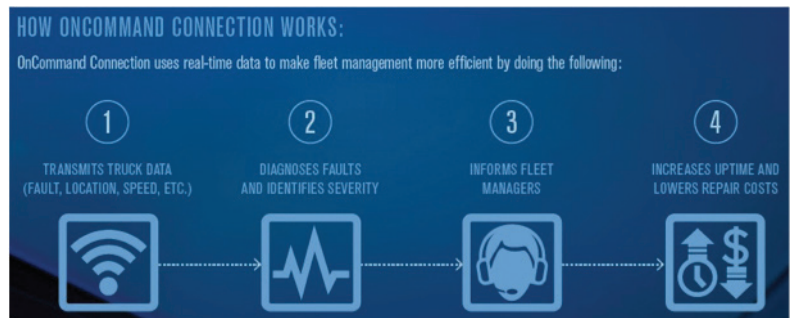 HOW ONCOMMAND CONNECTION WORKS:
OnCommand Connection uses real-time data to make fleet management more efficient by doing the following:
1
2
3
4
TRANSMITS TRUCK DATA
(FAULT, LOCATION, SPEED, ETC.)
DIAGNOSES FAULTS
AND IDENTIFIES SEVERITY
INFORMS FLEET
MANAGERS
INCREASES UPTIME AND
LOWERS REPAIR COSTS
$